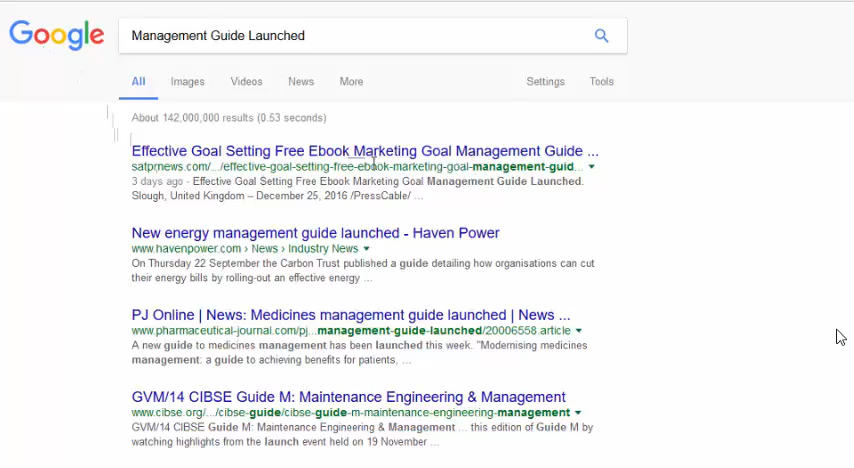 Google
Management Guide Launched
All Images Videos News More Settings Tools
About 142,000,000 results (0.53 seconds)
Effective Goal Setting Free Ebook Marketing Goal Management Guide ...
satprnews.com/.../effective-goal-setting-free-ebook-marketing-goal-management-guid...
3 days ago - Effective Goal Setting Free Ebook Marketing Goal Management Guide Launched.
Slough, United Kingdom – December 25, 2016 /PressCable/ ...
New energy management guide launched - Haven Power
www.havenpower.com › News › Industry News
On Thursday 22 September the Carbon Trust published a guide detailing how organisations can cut
their energy bills by rolling-out an effective energy ...
PJ Online | News: Medicines management guide launched | News ...
www.pharmaceutical-journal.com/pj...management-guide-launched/20006558.article
A new guide to medicines management has been launched this week. "Modernising medicines
management: a guide to achieving benefits for patients, ...
GVM/14 CIBSE Guide M: Maintenance Engineering & Management
www.cibse.org/.../cibse-guide/cibse-guide-m-maintenance-engineering-management
GVM/14 CIBSE Guide M: Maintenance Engineering & Management ... this edition of Guide M by
watching highlights from the launch event held on 19 November ...